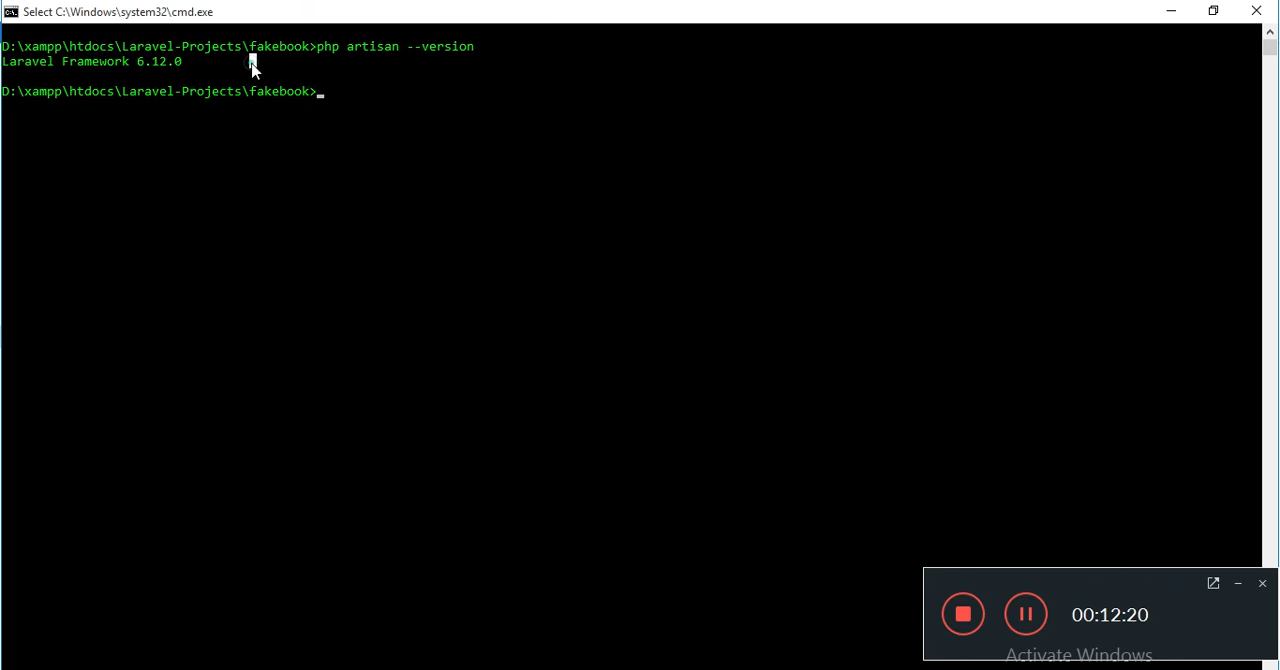 Select C:\Windows\system32\cmd.exe
D:\xampp\htdocs\Laravel-Projects\fakebook>php artisan --version
Laravel Framework 6.12.0
D:\xampp\htdocs\Laravel-Projects\fakebook>_
00:12:20
Activate Windows